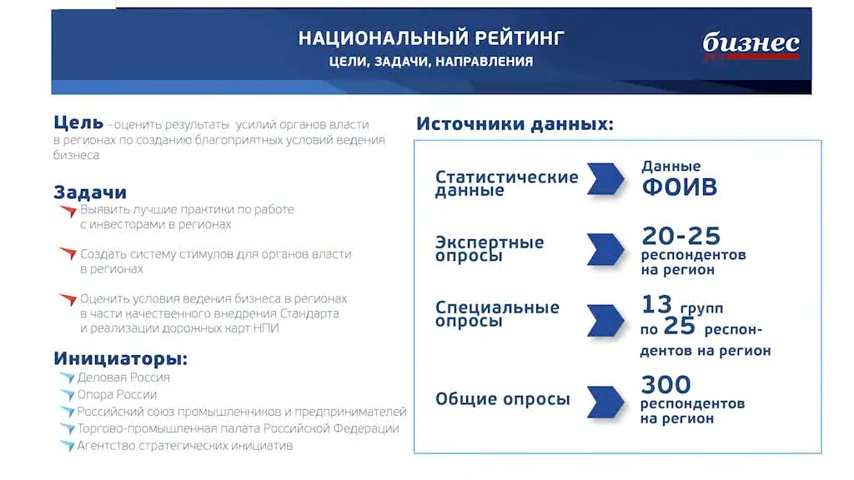 НАЦИОНАЛЬНЫЙ РЕЙТИНГ
ЦЕЛИ, ЗАДАЧИ, НАПРАВЛЕНИЯ
бизнес
Цель - оценить результаты усилий органов власти
в регионах по созданию благоприятных условий ведения
бизнеса
Задачи
Выявить лучшие практики по работе
с инвесторами в регионах
Создать систему стимулов для органов власти
в регионах
Оценить условия ведения бизнеса в регионах
в части качественного внедрения Стандарта
и реализации дорожных карт НПИ
Инициаторы:
Деловая Россия
Опора России
Российский союз промышленников и предпринимателей
Торгово-промышленная палата Российской Федерации
Агентство стратегических инициатив
Источники данных:
Статистические
данные
Данные
ФОИВ
Экспертные
опросы
20-25
респондентов
на регион
Специальные
опросы
13 групп
по 25 респон-
дентов на регион
Общие опросы
300
респондентов
на регион